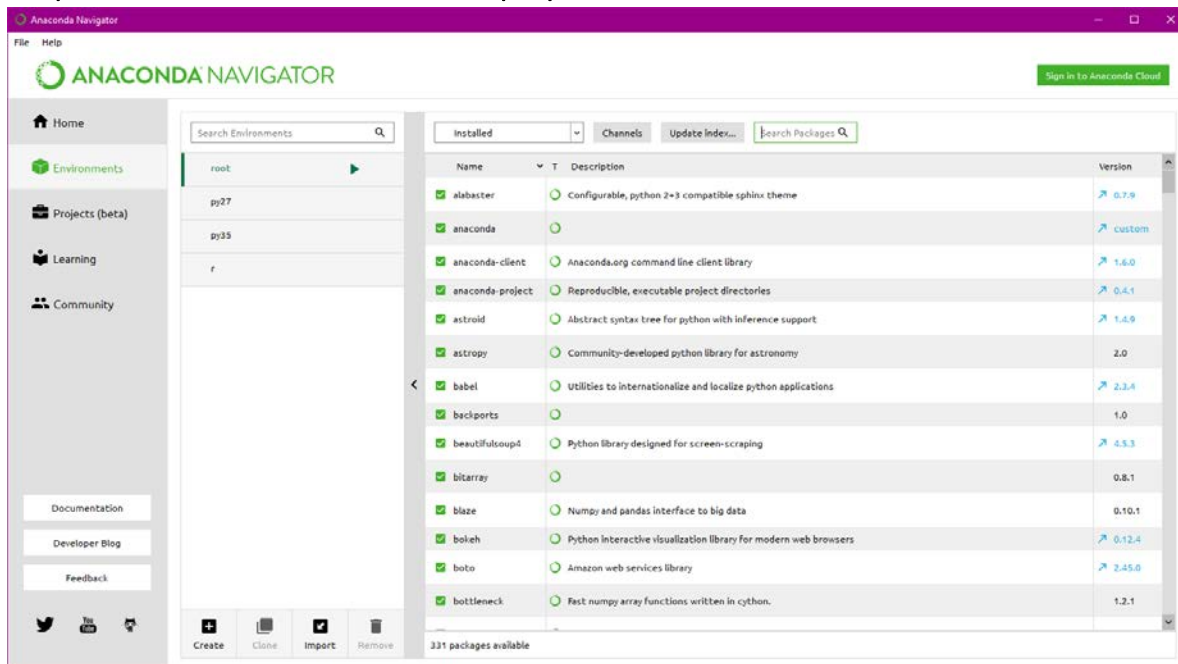 Anaconda Navigator
File Help
ANACONDA NAVIGATOR
Sign in to Anaconda Cloud
Home
Environments
Projects (beta)
Learning
Community
Documentation
Developer Blog
Feedback
You Tube
Search Environments
root
py27
py35
r
Create Clone Import Remove
Installed Channels Update index... Search Packages
Name T Description Version
alabaster Configurable, python 2+3 compatible sphinx theme 0.7.9
anaconda custom
anaconda-client Anaconda.org command line client library 1.6.0
anaconda-project Reproducible, executable project directories 0.4.1
astroid Abstract syntax tree for python with inference support 1.4.9
astropy Community-developed python library for astronomy 2.0
babel Utilities to internationalize and localize python applications 2.3.4
backports 1.0
beautifulsoup4 Python library designed for screen-scraping 4.5.3
bitarray 0.8.1
blaze Numpy and pandas interface to big data 0.10.1
bokeh Python interactive visualization library for modern web browsers 0.12.4
boto Amazon web services library 2.45.0
bottleneck Fast numpy array functions written in cython. 1.2.1
331 packages available